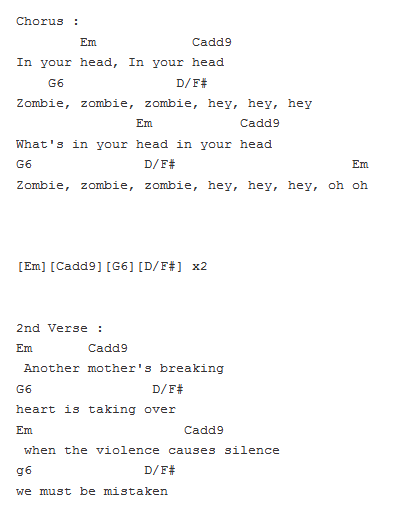 Chorus :
Em Cadd9
In your head, In your head
G6 D/F#
Zombie, zombie, zombie, hey, hey, hey
Em Cadd9
What's in your head in your head
G6 D/F# Em
Zombie, zombie, zombie, hey, hey, hey, oh oh
[Em][Cadd9][G6][D/F#] x2
2nd Verse :
Em Cadd9
Another mother's breaking
G6 D/F#
heart is taking over
Em Cadd9
when the violence causes silence
g6 D/F#
we must be mistaken